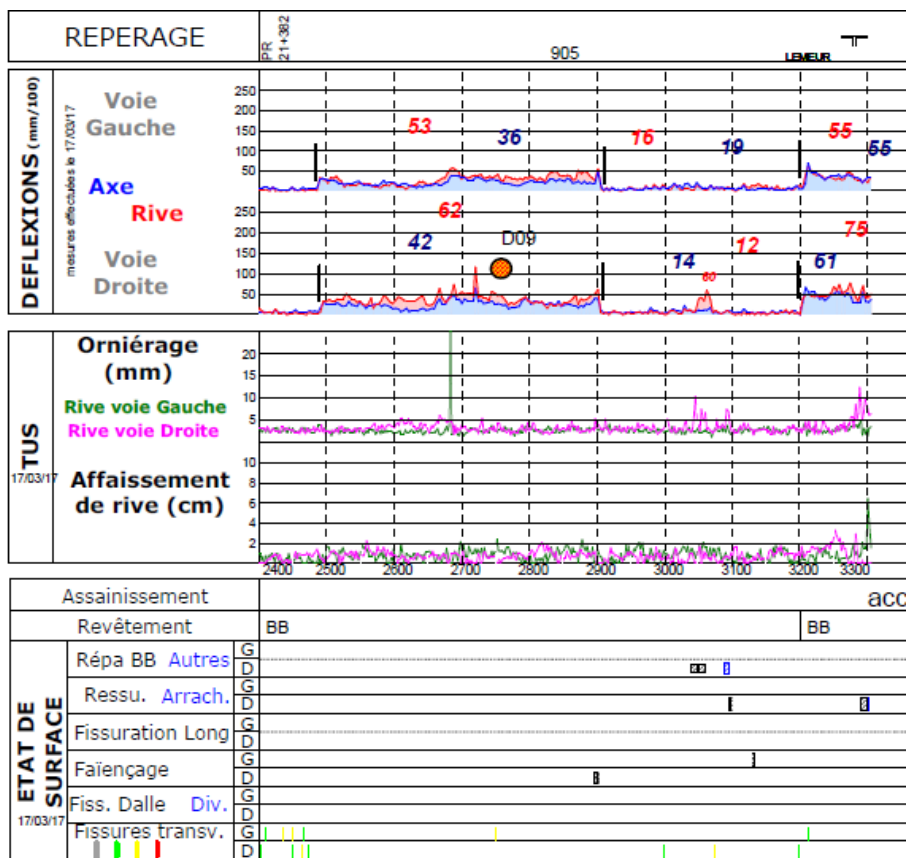 REPERAGE
PR
21+382
905
LEMEUR
DEFLEXIONS (mm/100)
mesures effectuées le 17/03/17
Voie
Gauche
Axe
Rive
Voie
Droite
250
200
150
100
50
53
36
16
19
55
55
250
200
150
100
50
62
42
D09
14
60
12
61
75
TUS
17/03/17
Orniérage
(mm)
Rive voie Gauche
Rive voie Droite
20
15
10
5
Affaissement
de rive (cm)
10
8
6
4
2
2400 2500 2600 2700 2800 2900 3000 3100 3200 3300
Assainissement
acc
Revêtement BB BB
ETAT DE
SURFACE
17/03/17
Répa BB Autres G
D
Ressu. Arrach. G
D
Fissuration Long G
D
Faïençage G
D
Fiss. Dalle Div. G
D
Fissures transv. G
D